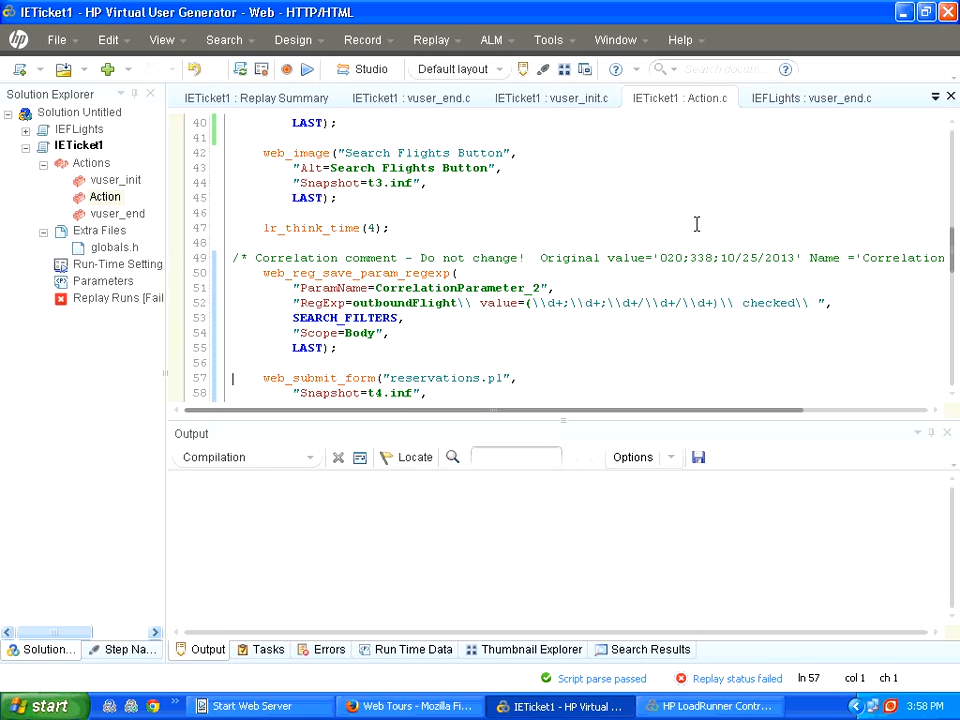 IETicket1 - HP Virtual User Generator - Web - HTTP/HTML
hp File Edit View Search Design Record Replay ALM Tools Window Help
Studio Default layout
Solution Explorer
IETicket1 : Replay Summary IETicket1 : vuser_end.c IETicket1 : vuser_init.c IETicket1 : Action.c IEFLights : vuser_end.c
Solution Untitled
IEFLights
IETicket1
Actions
vuser_init
Action
vuser_end
Extra Files
globals.h
Run-Time Setting
Parameters
Replay Runs [Fail
40 LAST);
41
42 web_image("Search Flights Button",
43 "Alt=Search Flights Button",
44 "Snapshot=t3.inf",
45 LAST);
46
47 lr_think_time(4);
48
49 /* Correlation comment - Do not change!  Original value='020;338;10/25/2013' Name ='Correlation
50 web_reg_save_param_regexp(
51 "ParamName=CorrelationParameter_2",
52 "RegExp=outboundFlight\\ value=(\\d+;\\d+;\\d+/\\d+/\\d+)\\ checked\\ ",
53 SEARCH_FILTERS,
54 "Scope=Body",
55 LAST);
56
57 web_submit_form("reservations.pl",
58 "Snapshot=t4.inf",
Output
Compilation Locate Options
Solution... Step Na... Output Tasks Errors Run Time Data Thumbnail Explorer Search Results
Script parse passed Replay status failed ln 57 col 1 ch 1
start Start Web Server Web Tours - Mozilla Fi... IETicket1 - HP Virtual ... HP LoadRunner Contr... 3:58 PM